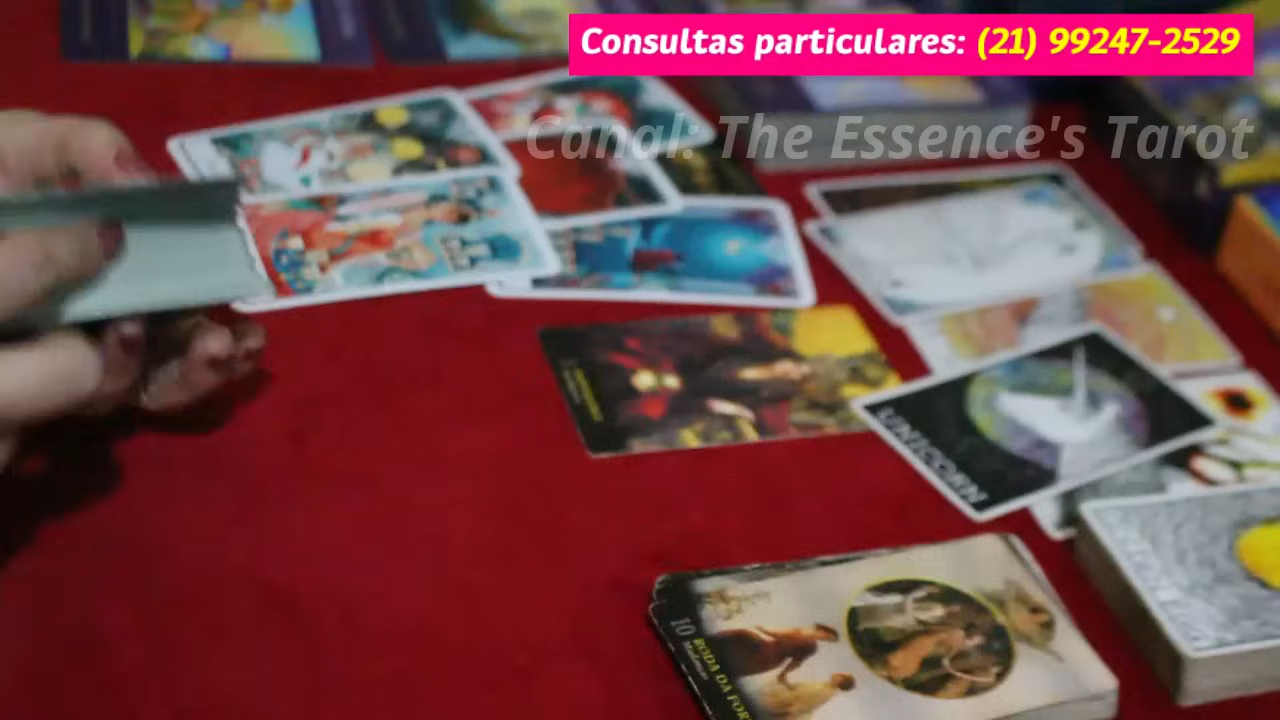 Consultas particulares: (21) 99247-2529
Canal: The Essence's Tarot
UNICORN
10 RODA DA FOR